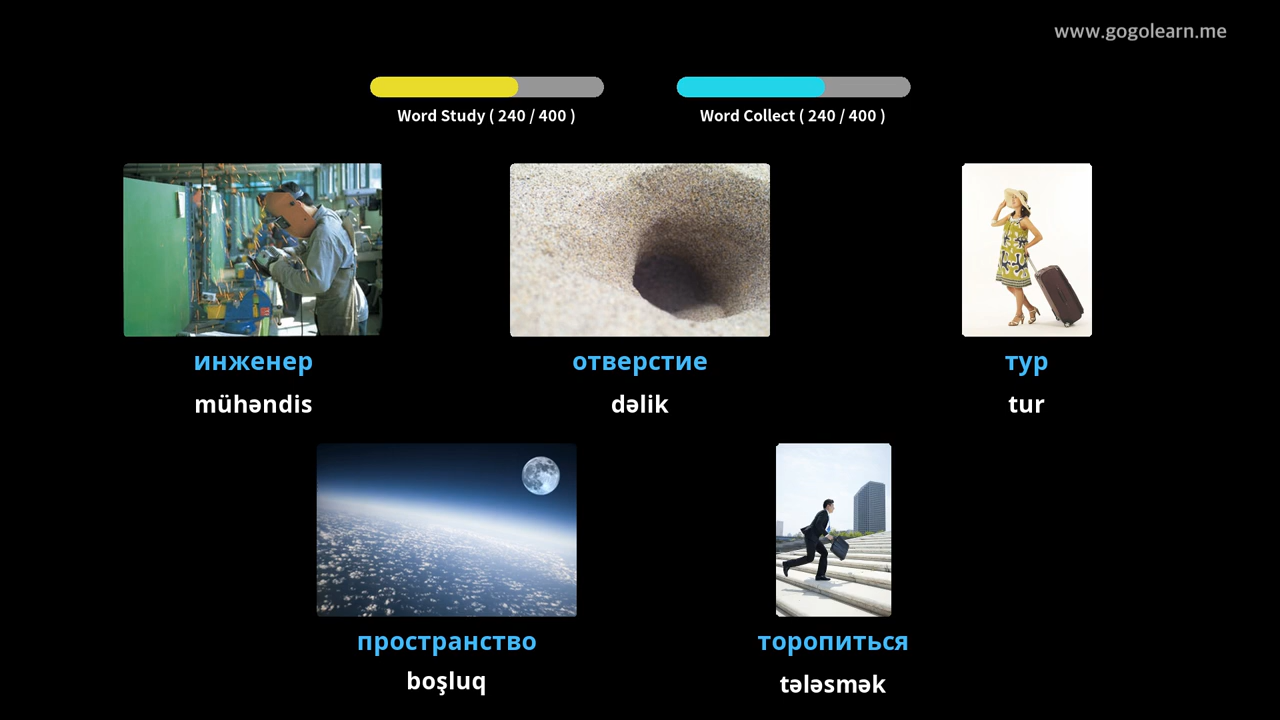 www.gogolearn.me
Word Study ( 240 / 400 )
Word Collect ( 240 / 400 )
инженер
отверстие
тур
mühəndis
dəlik
tur
пространство
торопиться
boşluq
tələsmək